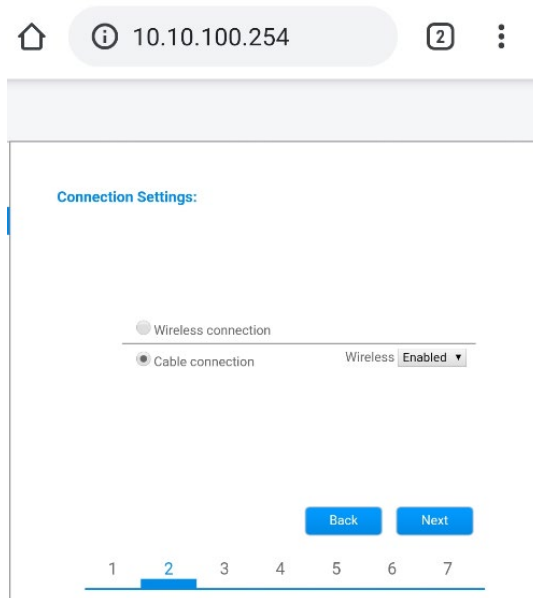 10.10.100.254 2
Connection Settings:
Wireless connection
Cable connection Wireless Enabled
Back Next
1 2 3 4 5 6 7